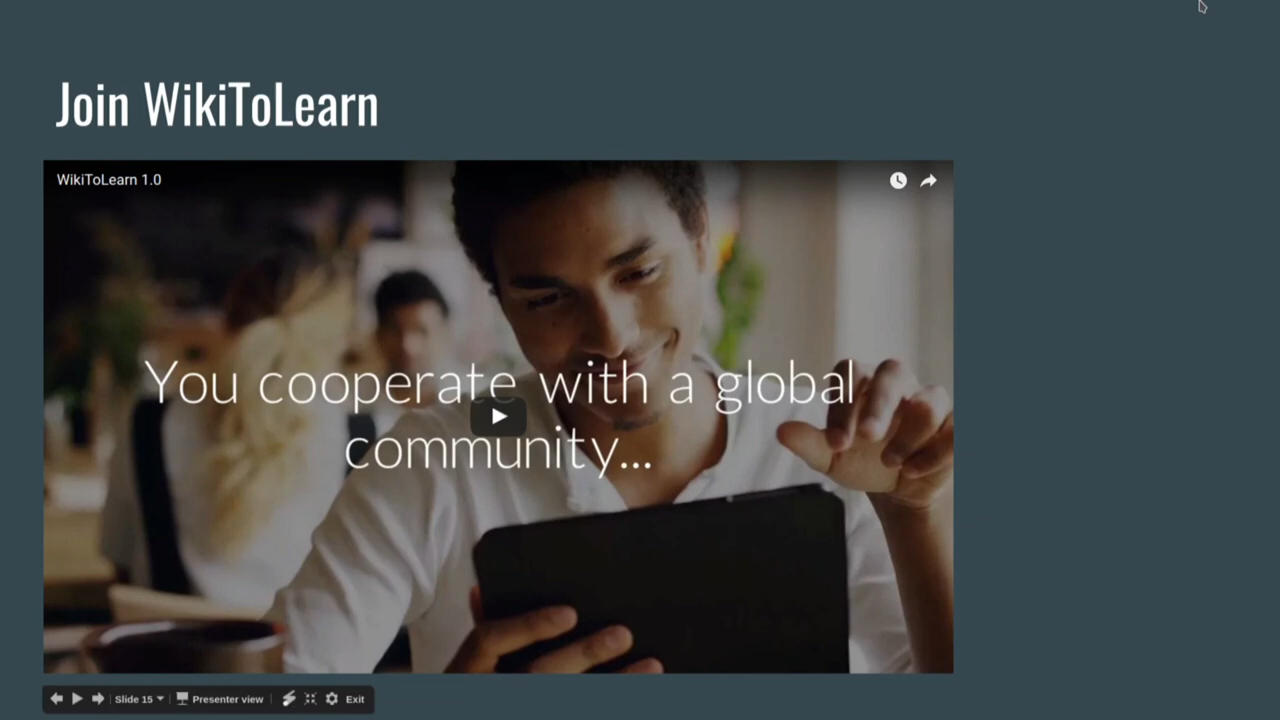 Join WikiToLearn
WikiToLearn 1.0
You cooperate with a global
community...
Slide 15
Presenter view
Exit